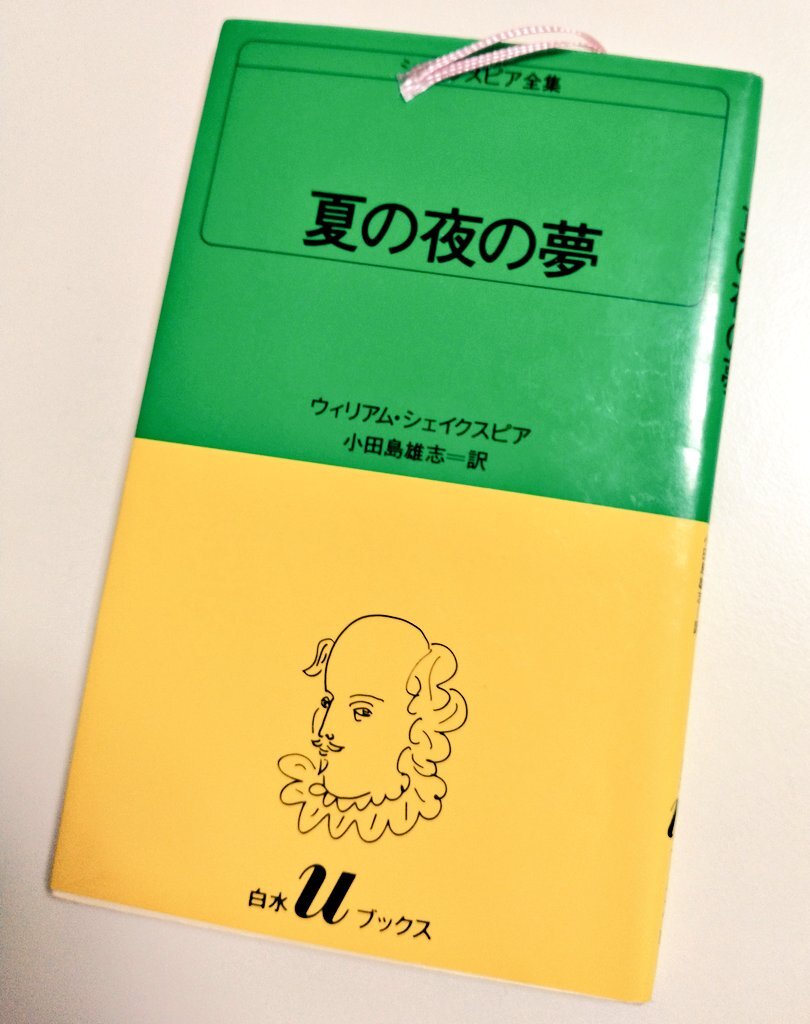 スピア全集
夏の夜の夢
ウィリアム・シェイクスピア
小田島雄志=訳
白水uブックス